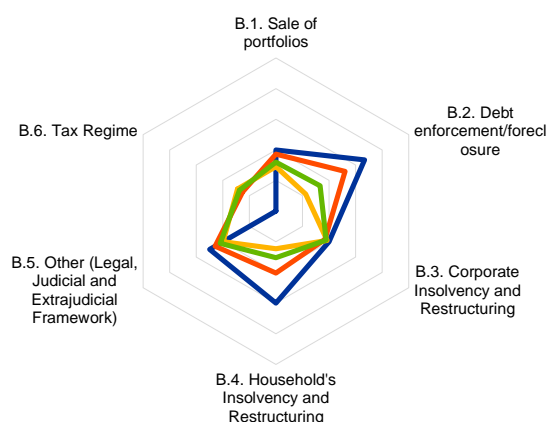 B.1. Sale of
portfolios
B.2. Debt
enforcement/forecl
osure
B.3. Corporate
Insolvency and
Restructuring
B.4. Household's
Insolvency and
Restructuring
B.5. Other (Legal,
Judicial and
Extrajudicial
Framework)
B.6. Tax Regime